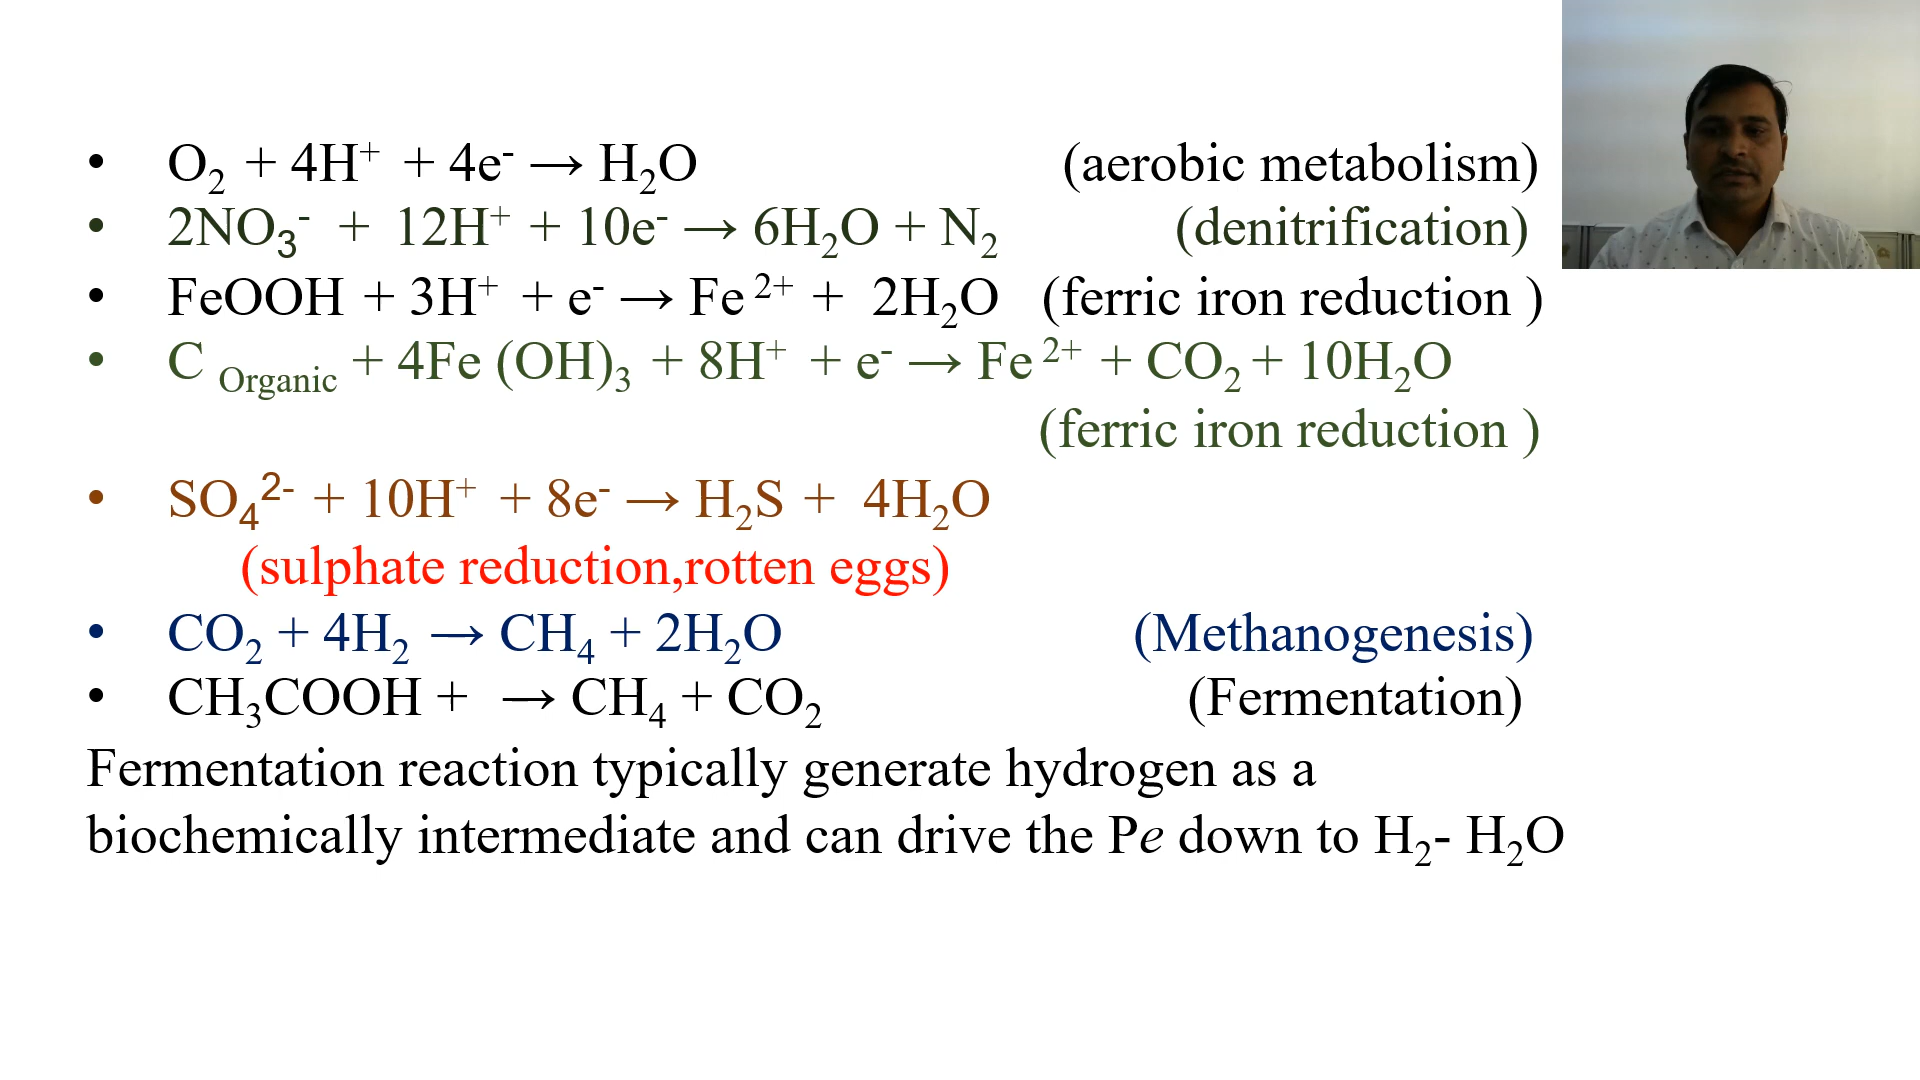 • O₂ + 4H⁺ + 4e⁻ → H₂O (aerobic metabolism)
• 2NO₃⁻ + 12H⁺ + 10e⁻ → 6H₂O + N₂ (denitrification)
• FeOOH + 3H⁺ + e⁻ → Fe ²⁺ + 2H₂O (ferric iron reduction )
• C Organic + 4Fe (OH)₃ + 8H⁺ + e⁻ → Fe ²⁺ + CO₂ + 10H₂O
(ferric iron reduction )
• SO₄²⁻ + 10H⁺ + 8e⁻ → H₂S + 4H₂O
(sulphate reduction,rotten eggs)
• CO₂ + 4H₂ → CH₄ + 2H₂O (Methanogenesis)
• CH₃COOH + → CH₄ + CO₂ (Fermentation)
Fermentation reaction typically generate hydrogen as a
biochemically intermediate and can drive the Pe down to H₂- H₂O